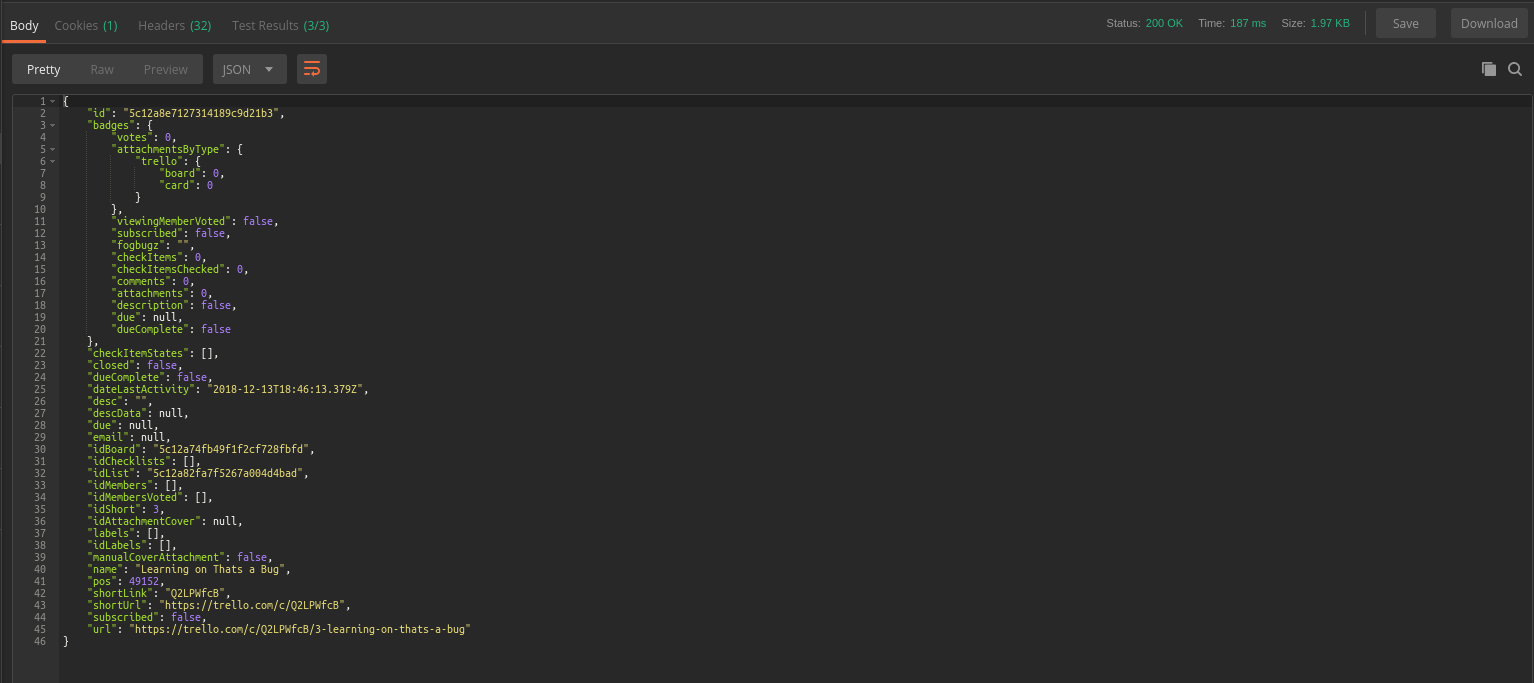 Body Cookies (1) Headers (32) Test Results (3/3) Status: 200 OK Time: 187 ms Size: 1.97 KB Save Download
Pretty Raw Preview JSON
1 {
2 "id": "5c12a8e7127314189c9d21b3",
3 "badges": {
4 "votes": 0,
5 "attachmentsByType": {
6 "trello": {
7 "board": 0,
8 "card": 0
9 }
10 },
11 "viewingMemberVoted": false,
12 "subscribed": false,
13 "fogbugz": "",
14 "checkItems": 0,
15 "checkItemsChecked": 0,
16 "comments": 0,
17 "attachments": 0,
18 "description": false,
19 "due": null,
20 "dueComplete": false
21 },
22 "checkItemStates": [],
23 "closed": false,
24 "dueComplete": false,
25 "dateLastActivity": "2018-12-13T18:46:13.379Z",
26 "desc": "",
27 "descData": null,
28 "due": null,
29 "email": null,
30 "idBoard": "5c12a74fb49f1f2cf728fbfd",
31 "idChecklists": [],
32 "idList": "5c12a82fa7f5267a004d4bad",
33 "idMembers": [],
34 "idMembersVoted": [],
35 "idShort": 3,
36 "idAttachmentCover": null,
37 "labels": [],
38 "idLabels": [],
39 "manualCoverAttachment": false,
40 "name": "Learning on Thats a Bug",
41 "pos": 49152,
42 "shortLink": "Q2LPWfcB",
43 "shortUrl": "https://trello.com/c/Q2LPWfcB",
44 "subscribed": false,
45 "url": "https://trello.com/c/Q2LPWfcB/3-learning-on-thats-a-bug"
46 }